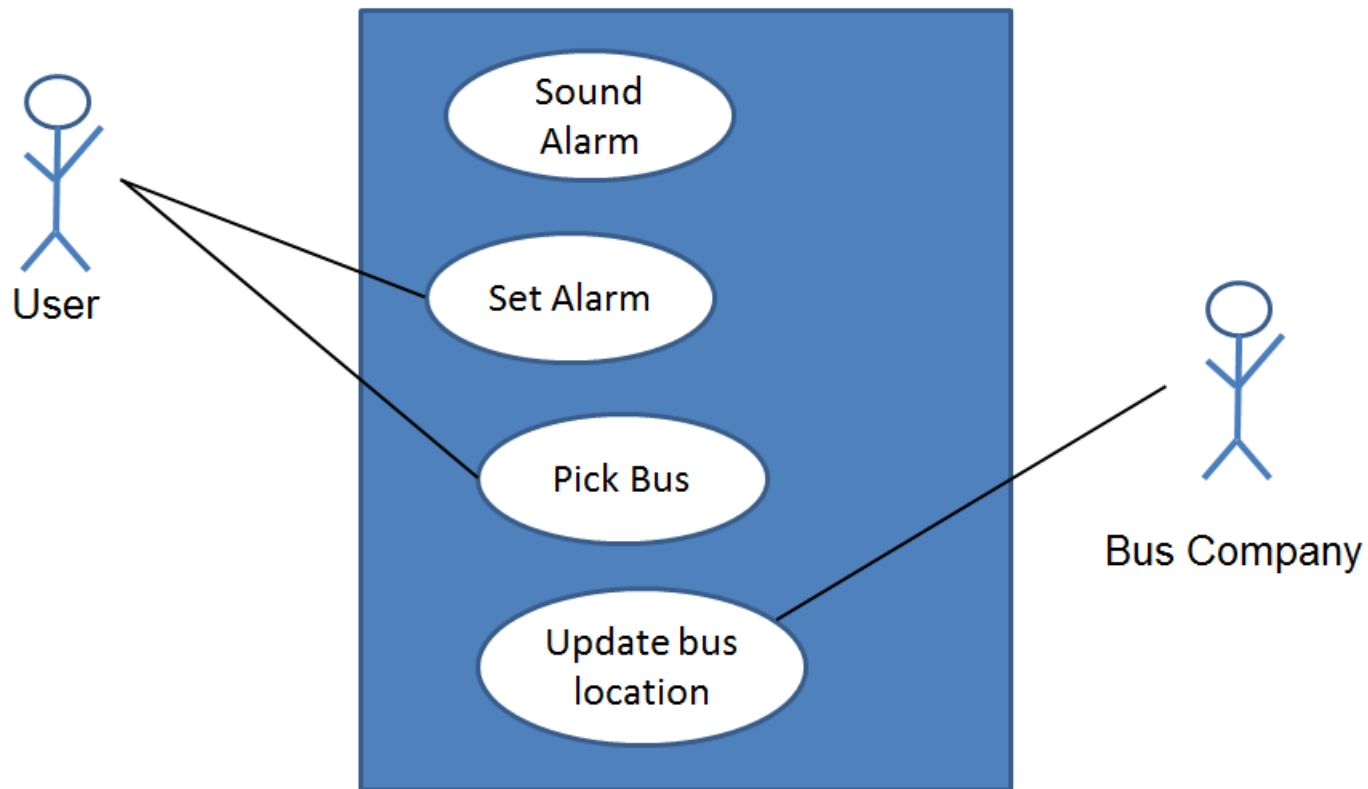 Sound
Alarm
User
Set Alarm
Pick Bus
Bus Company
Update bus
location